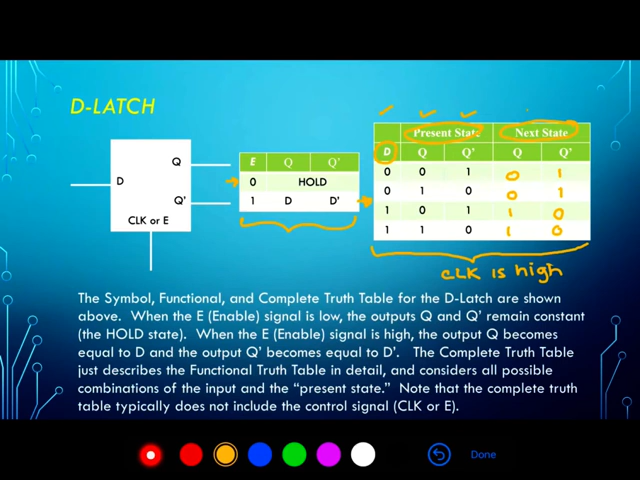 D-LATCH
Q
D
Q'
CLK or E
E Q Q'
0 HOLD
1 D D'
Present State Next State
D Q Q' Q Q'
0 0 1 0 1
0 1 0 0 1
1 0 1 1 0
1 1 0 1 0
CLK is high
The Symbol, Functional, and Complete Truth Table for the D-Latch are shown
above. When the E (Enable) signal is low, the outputs Q and Q' remain constant
(the HOLD state). When the E (Enable) signal is high, the output Q becomes
equal to D and the output Q' becomes equal to D'. The Complete Truth Table
just describes the Functional Truth Table in detail, and considers all possible
combinations of the input and the “present state.” Note that the complete truth
table typically does not include the control signal (CLK or E).
Done